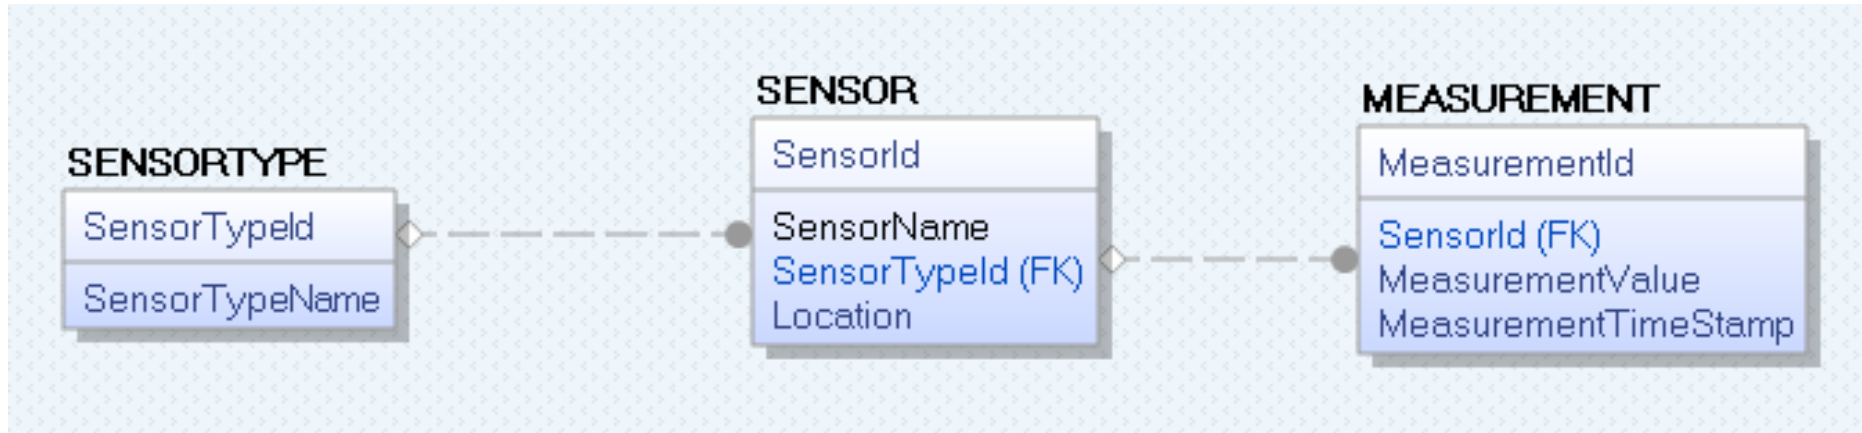 SENSORTYPE
SensorTypeId
SensorTypeName
SENSOR
SensorId
SensorName
SensorTypeId (FK)
Location
MEASUREMENT
MeasurementId
SensorId (FK)
MeasurementValue
MeasurementTimeStamp